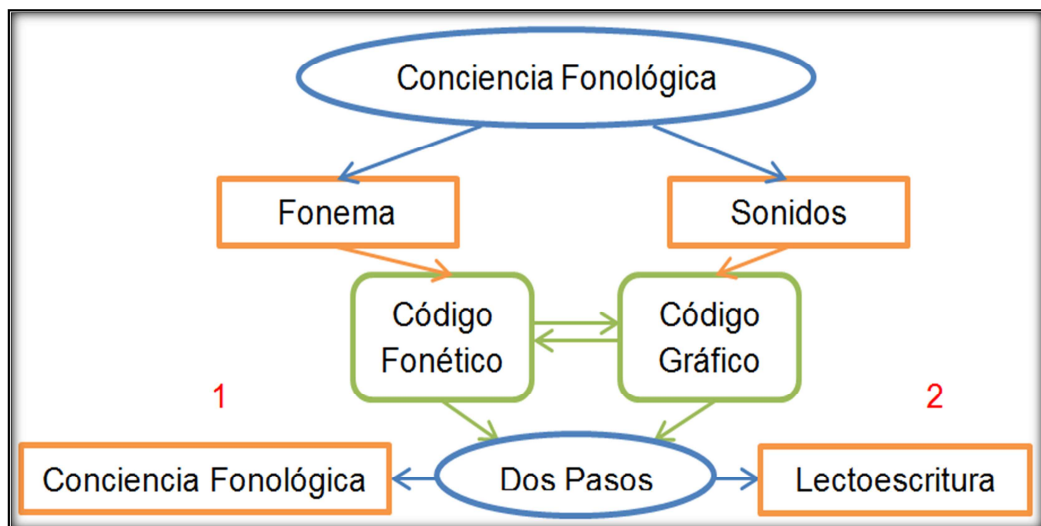 Conciencia Fonológica
Fonema
Sonidos
Código
Fonético
Código
Gráfico
1
2
Conciencia Fonológica
Dos Pasos
Lectoescritura